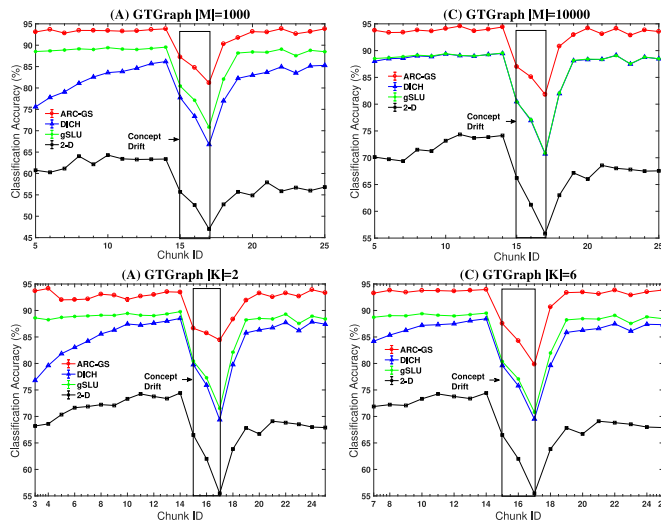 (A) GTGraph |M|=1000
Classification Accuracy (%)
95
90
85
80
75
70
65
60
55
50
45
ARC-GS
DICH
gSLU
2-D
Concept
Drift
5
10
15
20
25
Chunk ID
(C) GTGraph |M|=10000
Classification Accuracy (%)
95
90
85
80
75
70
65
60
55
ARC-GS
DICH
gSLU
2-D
Concept
Drift
5
10
15
20
25
Chunk ID
(A) GTGraph |K|=2
Classification Accuracy (%)
95
90
85
80
75
70
65
60
55
ARC-GS
DICH
gSLU
2-D
Concept
Drift
3 4 6 8 10 12 14 16 18 20 22 24
Chunk ID
(C) GTGraph |K|=6
Classification Accuracy (%)
95
90
85
80
75
70
65
60
55
ARC-GS
DICH
gSLU
2-D
Concept
Drift
7 8 10 12 14 16 18 20 22 24
Chunk ID